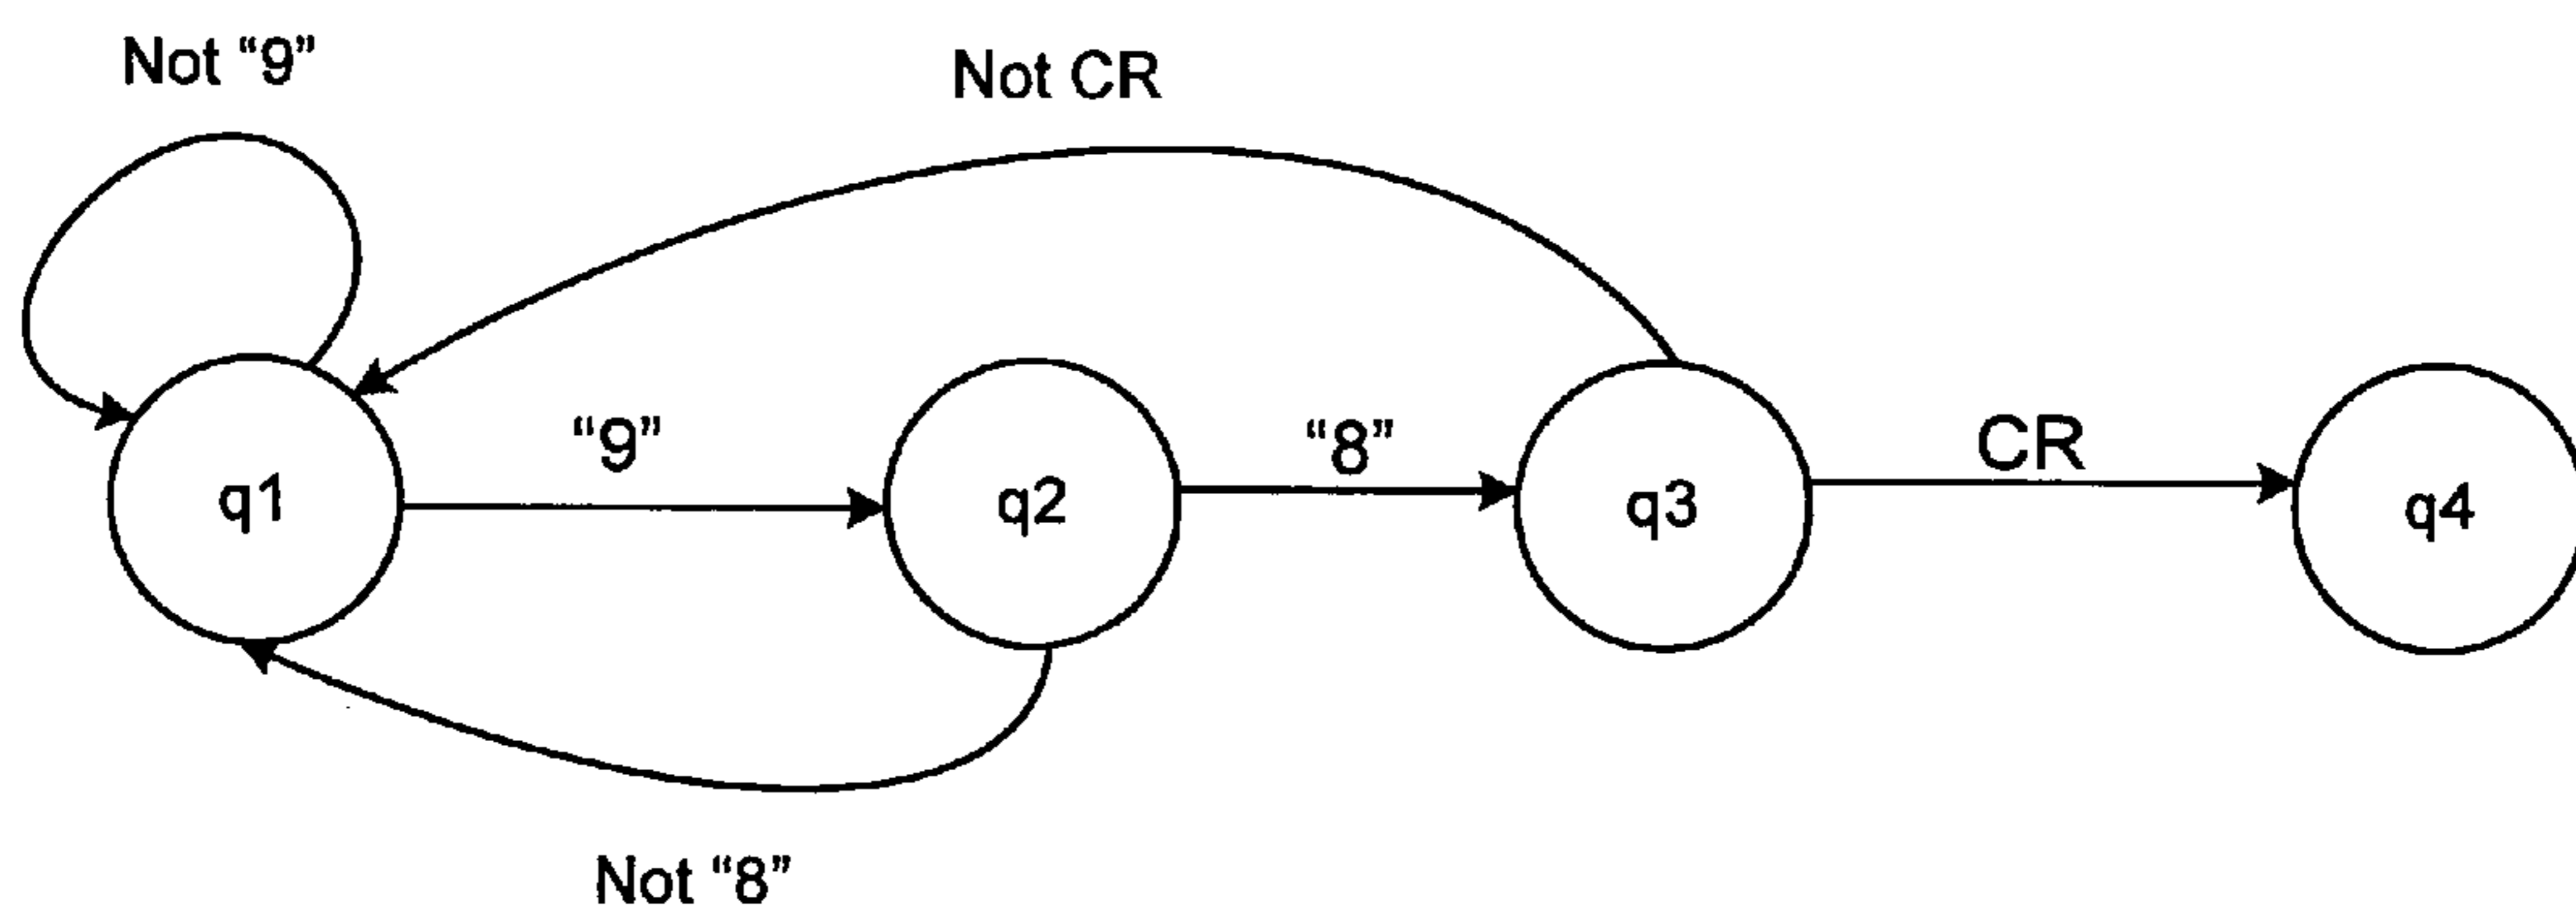 Not “9”
Not CR
“9”
“8”
CR
q1
q2
q3
q4
Not “8”